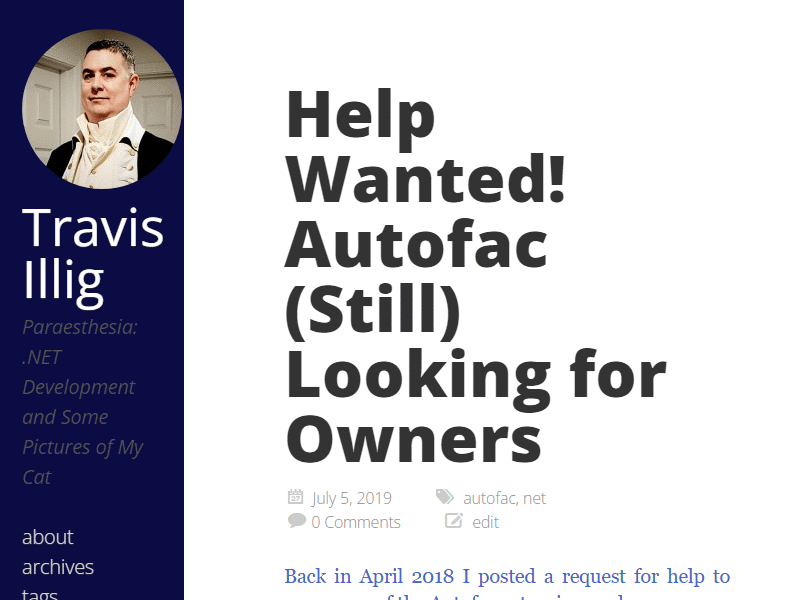 Travis
Illig
Paraesthesia:
.NET
Development
and Some
Pictures of My
Cat
about
archives
tags
Help
Wanted!
Autofac
(Still)
Looking for
Owners
July 5, 2019
autofac, net
0 Comments
edit
Back in April 2018 I posted a request for help to